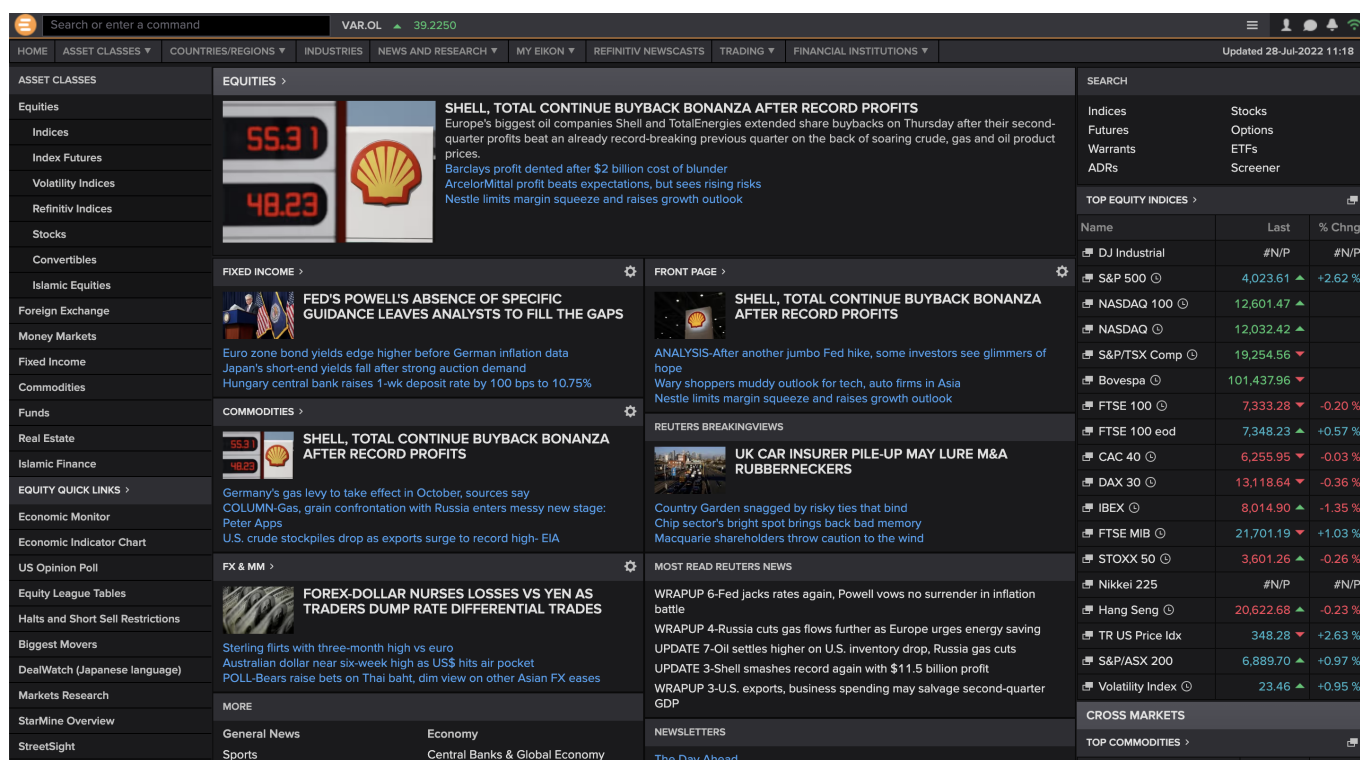 Search or enter a command
VAR.OL ▲ 39.2250
HOME ASSET CLASSES ▼ COUNTRIES/REGIONS ▼ INDUSTRIES NEWS AND RESEARCH ▼ MY EIKON ▼ REFINITIV NEWSCASTS TRADING ▼ FINANCIAL INSTITUTIONS ▼ Updated 28-Jul-2022 11:18
ASSET CLASSES
Equities
Indices
Index Futures
Volatility Indices
Refinitiv Indices
Stocks
Convertibles
Islamic Equities
Foreign Exchange
Money Markets
Fixed Income
Commodities
Funds
Real Estate
Islamic Finance
EQUITY QUICK LINKS >
Economic Monitor
Economic Indicator Chart
US Opinion Poll
Equity League Tables
Halts and Short Sell Restrictions
Biggest Movers
DealWatch (Japanese language)
Markets Research
StarMine Overview
StreetSight
EQUITIES >
55.31
48.23
SHELL, TOTAL CONTINUE BUYBACK BONANZA AFTER RECORD PROFITS
Europe's biggest oil companies Shell and TotalEnergies extended share buybacks on Thursday after their second-
quarter profits beat an already record-breaking previous quarter on the back of soaring crude, gas and oil product
prices.
Barclays profit dented after $2 billion cost of blunder
ArcelorMittal profit beats expectations, but sees rising risks
Nestle limits margin squeeze and raises growth outlook
FIXED INCOME >
FED'S POWELL'S ABSENCE OF SPECIFIC
GUIDANCE LEAVES ANALYSTS TO FILL THE GAPS
Euro zone bond yields edge higher before German inflation data
Japan's short-end yields fall after strong auction demand
Hungary central bank raises 1-wk deposit rate by 100 bps to 10.75%
COMMODITIES >
55.31
48.23
SHELL, TOTAL CONTINUE BUYBACK BONANZA
AFTER RECORD PROFITS
Germany's gas levy to take effect in October, sources say
COLUMN-Gas, grain confrontation with Russia enters messy new stage:
Peter Apps
U.S. crude stockpiles drop as exports surge to record high- EIA
FX & MM >
FOREX-DOLLAR NURSES LOSSES VS YEN AS
TRADERS DUMP RATE DIFFERENTIAL TRADES
Sterling flirts with three-month high vs euro
Australian dollar near six-week high as US$ hits air pocket
POLL-Bears raise bets on Thai baht, dim view on other Asian FX eases
MORE
General News Economy
Sports Central Banks & Global Economy
FRONT PAGE >
SHELL, TOTAL CONTINUE BUYBACK BONANZA
AFTER RECORD PROFITS
ANALYSIS-After another jumbo Fed hike, some investors see glimmers of
hope
Wary shoppers muddy outlook for tech, auto firms in Asia
Nestle limits margin squeeze and raises growth outlook
REUTERS BREAKINGVIEWS
UK CAR INSURER PILE-UP MAY LURE M&A
RUBBERNECKERS
Country Garden snagged by risky ties that bind
Chip sector's bright spot brings back bad memory
Macquarie shareholders throw caution to the wind
MOST READ REUTERS NEWS
WRAPUP 6-Fed jacks rates again, Powell vows no surrender in inflation
battle
WRAPUP 4-Russia cuts gas flows further as Europe urges energy saving
UPDATE 7-Oil settles higher on U.S. inventory drop, Russia gas cuts
UPDATE 3-Shell smashes record again with $11.5 billion profit
WRAPUP 3-U.S. exports, business spending may salvage second-quarter
GDP
NEWSLETTERS
The Day Ahead
SEARCH
Indices Stocks
Futures Options
Warrants ETFs
ADRs Screener
TOP EQUITY INDICES >
Name Last % Chng
DJ Industrial #N/P #N/P
S&P 500 4,023.61 ▲ +2.62 %
NASDAQ 100 12,601.47 ▲
NASDAQ 12,032.42 ▲
S&P/TSX Comp 19,254.56 ▼
Bovespa 101,437.96 ▼
FTSE 100 7,333.28 ▼ -0.20 %
FTSE 100 eod 7,348.23 ▲ +0.57 %
CAC 40 6,255.95 ▼ -0.03 %
DAX 30 13,118.64 ▼ -0.36 %
IBEX 8,014.90 ▲ -1.35 %
FTSE MIB 21,701.19 ▼ +1.03 %
STOXX 50 3,601.26 ▲ -0.26 %
Nikkei 225 #N/P #N/P
Hang Seng 20,622.68 ▲ -0.23 %
TR US Price Idx 348.28 ▼ +2.63 %
S&P/ASX 200 6,889.70 ▲ +0.97 %
Volatility Index 23.46 ▲ +0.95 %
CROSS MARKETS
TOP COMMODITIES >